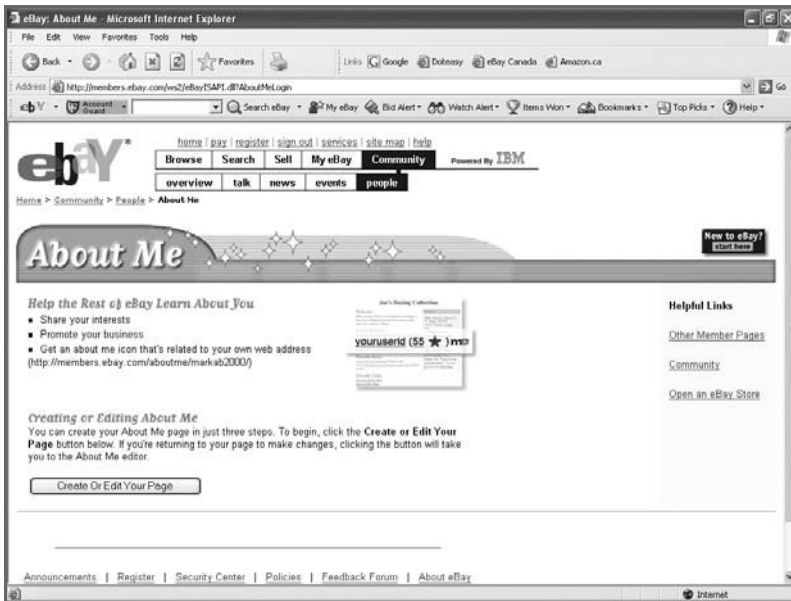 eBay: About Me - Microsoft Internet Explorer
File Edit View Favorites Tools Help
Back Favorites Links Google Doteasy eBay Canada Amazon.ca
Address http://members.ebay.com/ws2/eBayISAPI.dll?AboutMeLogin Go
ebY Account Guard Search eBay My eBay Bid Alert Watch Alert Items Won Bookmarks Top Picks Help
ebaY®
home | pay | register | sign out | services | site map | help
Browse Search Sell My eBay Community Powered By IBM
overview talk news events people
Home > Community > People > About Me
New to eBay?
start here
About Me
Help the Rest of eBay Learn About You
▪ Share your interests
▪ Promote your business
▪ Get an about me icon that's related to your own web address
(http://members.ebay.com/aboutme/markab2000/)
youruserid (55 ★ ) me
Helpful Links
Other Member Pages
Community
Open an eBay Store
Creating or Editing About Me
You can create your About Me page in just three steps. To begin, click the Create or Edit Your
Page button below. If you're returning to your page to make changes, clicking the button will take
you to the About Me editor.
Create Or Edit Your Page
Announcements | Register | Security Center | Policies | Feedback Forum | About eBay
Internet